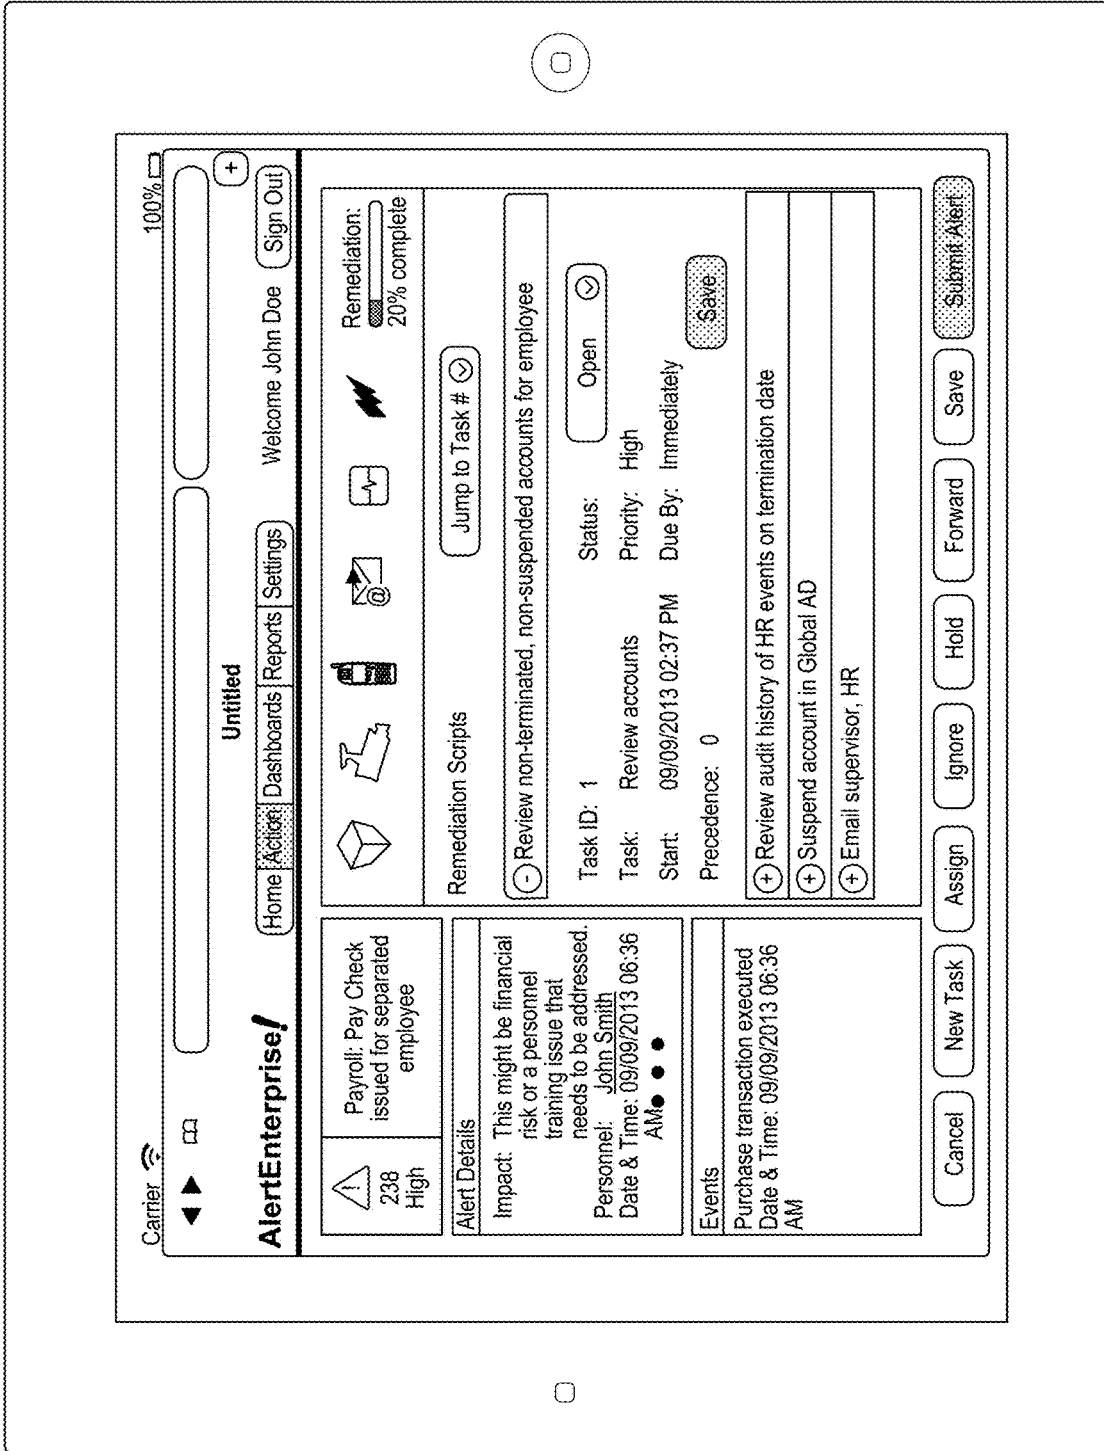 Carrier
100%
Untitled
+
AlertEnterprise!
Home Action Dashboards Reports Settings
Welcome John Doe
Sign Out
238
High
Payroll: Pay Check
issued for separated
employee
Alert Details
Impact: This might be financial
risk or a personnel
training issue that
needs to be addressed.
Personnel: John Smith
Date & Time: 09/09/2013 06:36
AM
Events
Purchase transaction executed
Date & Time: 09/09/2013 06:36
AM
@
Remediation:
20% complete
Remediation Scripts
Jump to Task #
- Review non-terminated, non-suspended accounts for employee
Task ID: 1 Status: Open
Task: Review accounts Priority: High
Start: 09/09/2013 02:37 PM Due By: Immediately
Precedence: 0
Save
+ Review audit history of HR events on termination date
+ Suspend account in Global AD
+ Email supervisor, HR
Cancel New Task Assign Ignore Hold Forward Save Submit Alert